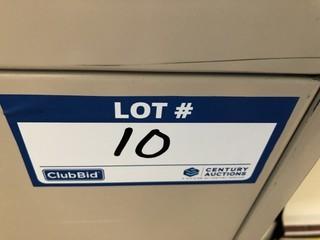 LOT #
10
ClubBid
CENTURY
AUCTIONS